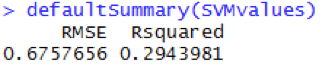 > defaultSummary(SVMvalues)
     RMSE  Rsquared
0.6757656 0.2943981